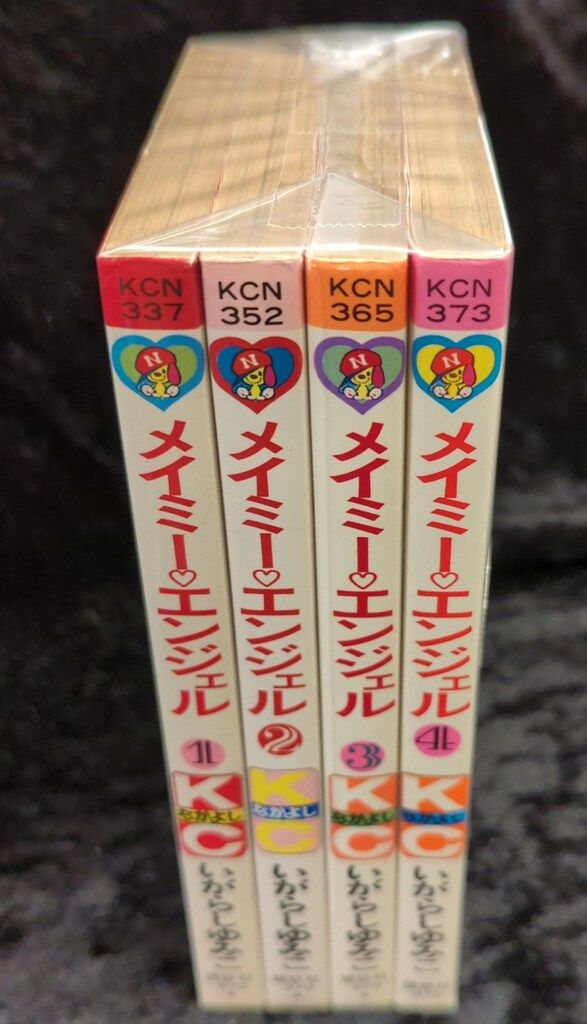 KCN
337
N
メイミー♡エンジェル
1
KC
なかよし
いがらしゆみこ
KCN
352
N
メイミー♡エンジェル
2
KC
なかよし
いがらしゆみこ
KCN
365
N
メイミー♡エンジェル
3
KC
なかよし
いがらしゆみこ
KCN
373
N
メイミー♡エンジェル
4
KC
なかよし
いがらしゆみこ